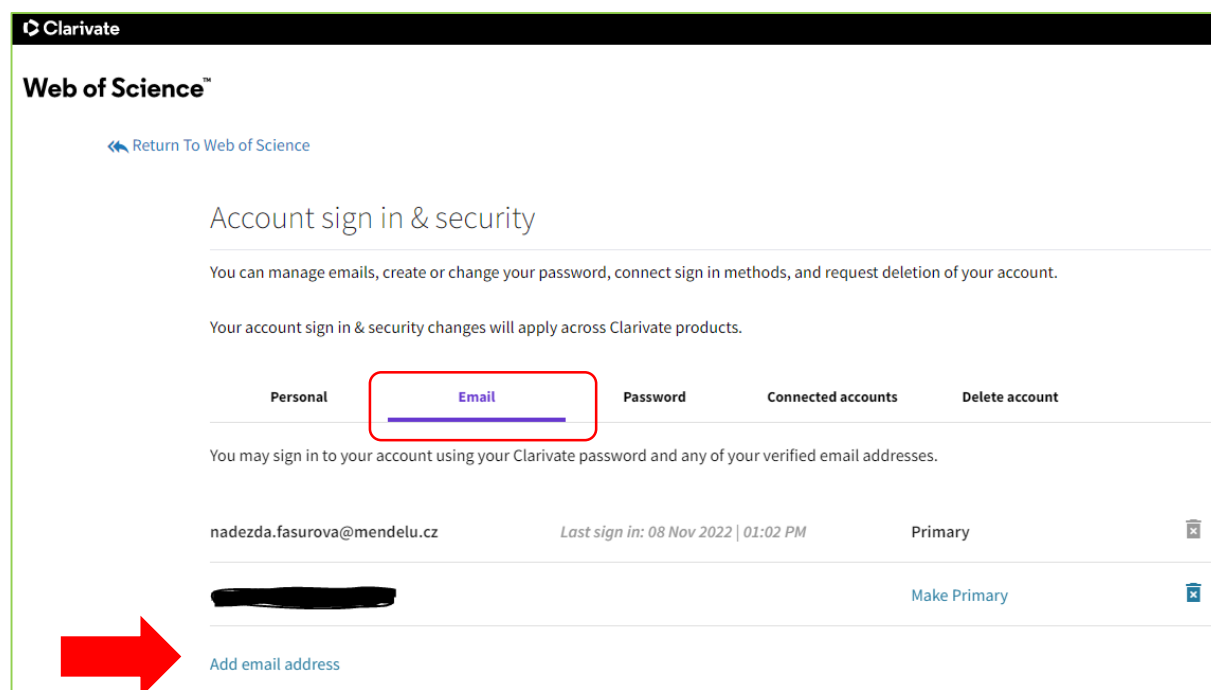 Clarivate
Web of Science™
Return To Web of Science
Account sign in & security
You can manage emails, create or change your password, connect sign in methods, and request deletion of your account.
Your account sign in & security changes will apply across Clarivate products.
Personal Email Password Connected accounts Delete account
You may sign in to your account using your Clarivate password and any of your verified email addresses.
nadezda.fasurova@mendelu.cz Last sign in: 08 Nov 2022 | 01:02 PM Primary
Make Primary
Add email address